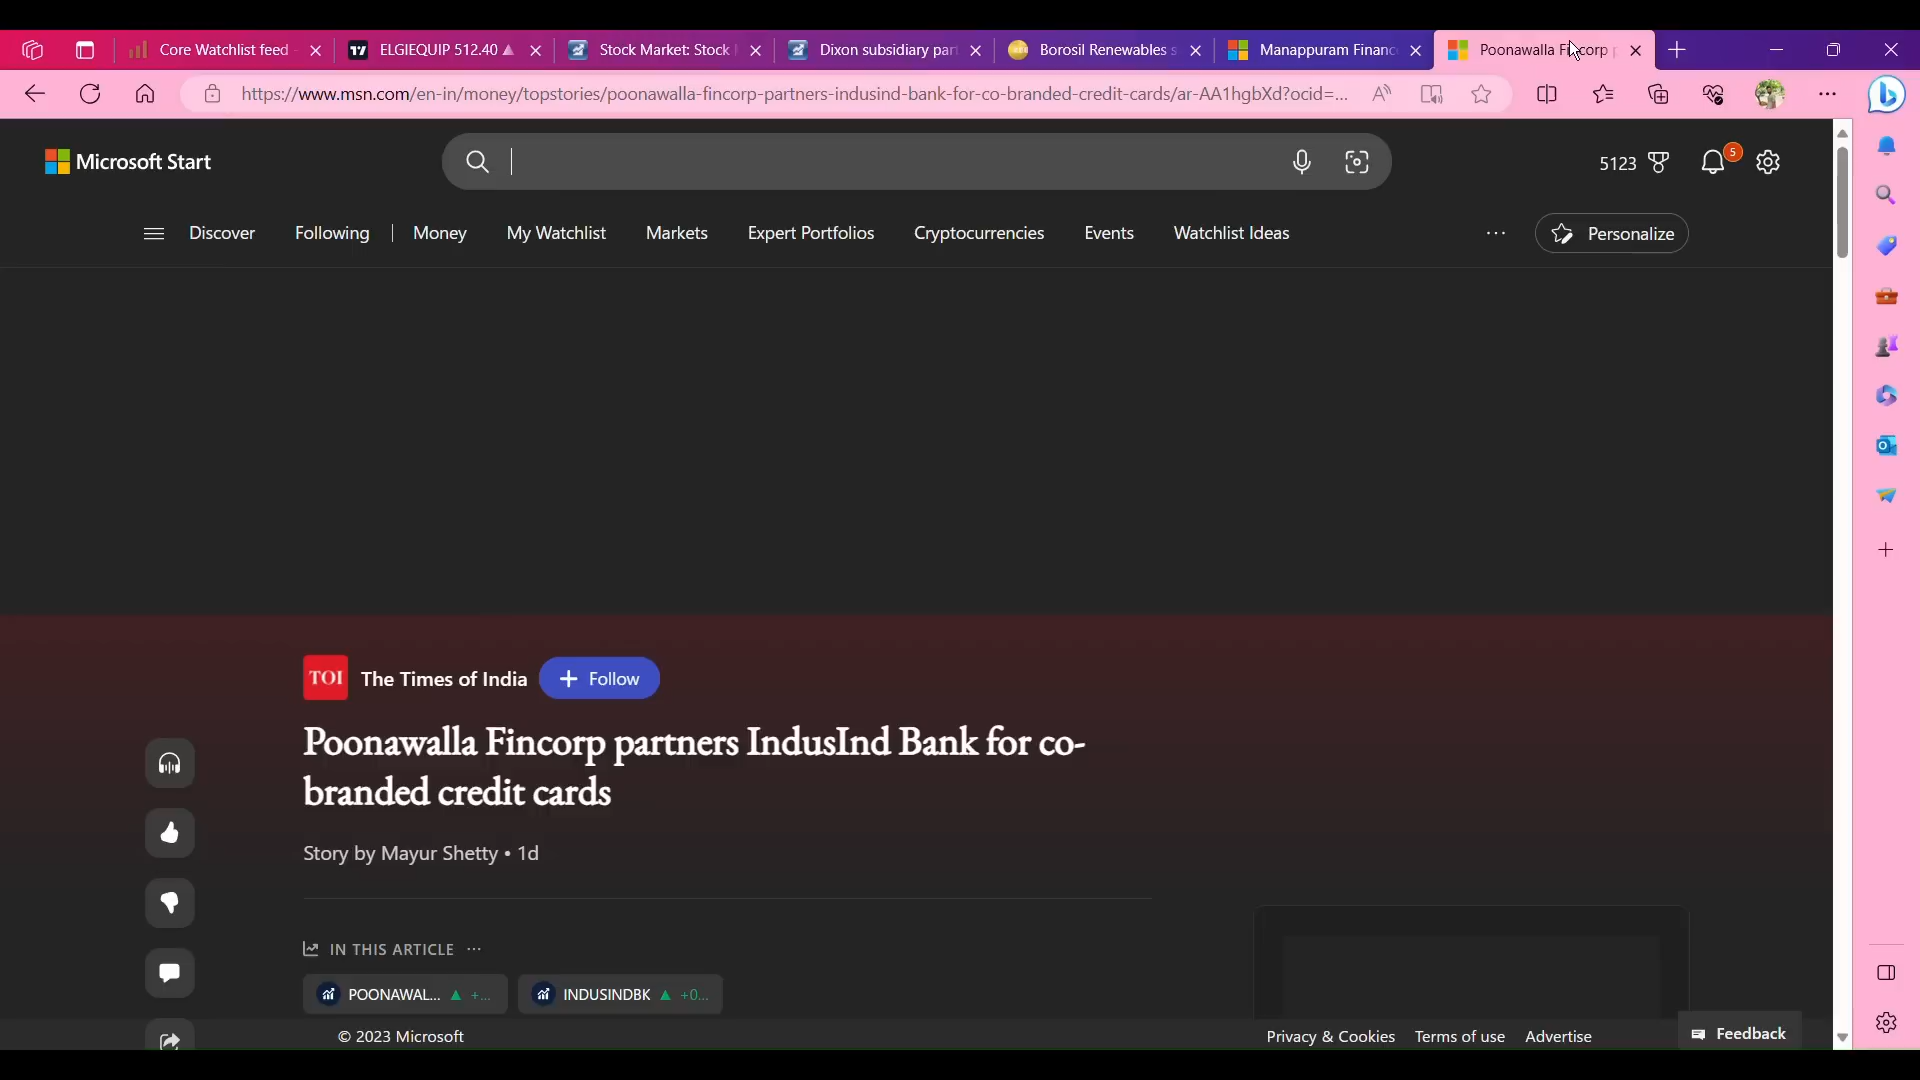 Core Watchlist feed
ELGIEQUIP 512.40
Stock Market: Stock
Dixon subsidiary part
Borosil Renewables s
Manappuram Financ
Poonawalla Fincorp p
https://www.msn.com/en-in/money/topstories/poonawalla-fincorp-partners-indusind-bank-for-co-branded-credit-cards/ar-AA1hgbXd?ocid=...
Microsoft Start
5123
5
Discover
Following
Money
My Watchlist
Markets
Expert Portfolios
Cryptocurrencies
Events
Watchlist Ideas
Personalize
TOI
The Times of India
Follow
Poonawalla Fincorp partners IndusInd Bank for co-
branded credit cards
Story by Mayur Shetty • 1d
IN THIS ARTICLE
POONAWAL... ▲ +...
INDUSINDBK ▲ +0...
© 2023 Microsoft
Privacy & Cookies
Terms of use
Advertise
Feedback